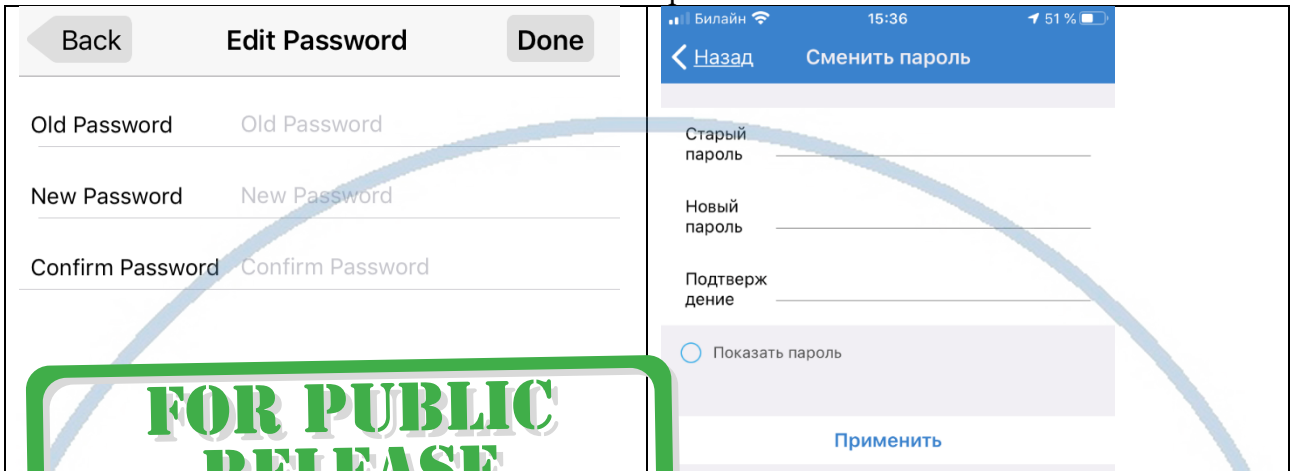 Back Edit Password Done
Old Password Old Password
New Password New Password
Confirm Password Confirm Password
FOR PUBLIC
RELEASE
Билайн 15:36 51 %
Назад Сменить пароль
Старый
пароль
Новый
пароль
Подтверж
дение
Показать пароль
Применить